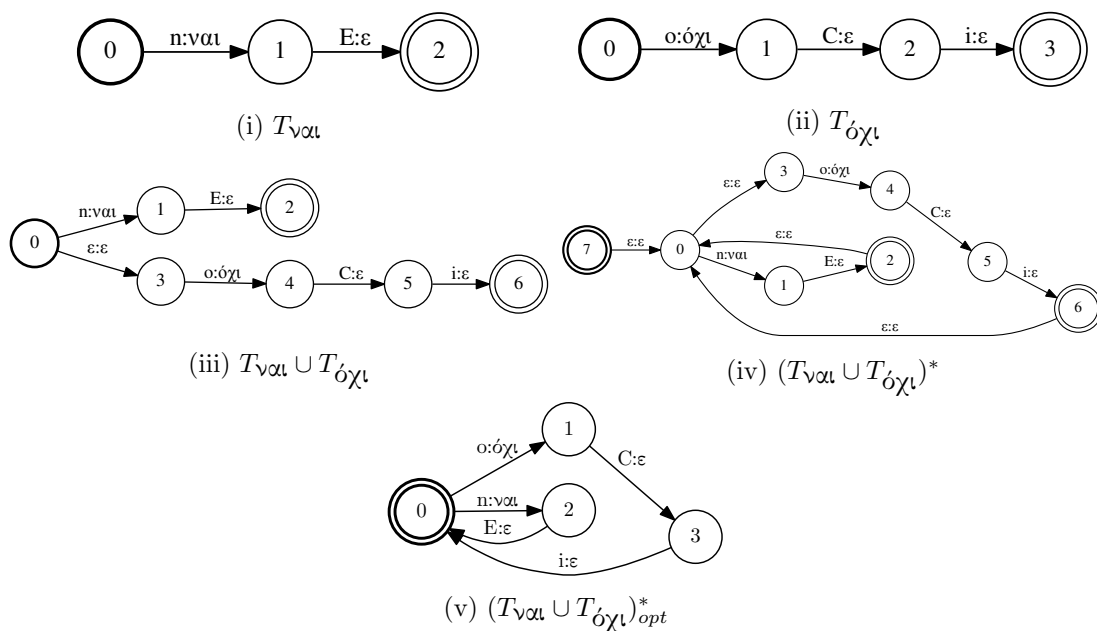 0 n:ναι 1 E:ε 2
(i) Tναι
0 o:όχι 1 C:ε 2 i:ε 3
(ii) Tόχι
0 n:ναι 1 E:ε 2
ε:ε 3 o:όχι 4 C:ε 5 i:ε 6
(iii) Tναι ∪ Tόχι
7 ε:ε 0 ε:ε 3 o:όχι 4 C:ε 5 i:ε 6
n:ναι 1 E:ε 2 ε:ε
ε:ε
(iv) (Tναι ∪ Tόχι)*
0 o:όχι 1 C:ε 3
n:ναι 2
E:ε
i:ε
(v) (Tναι ∪ Tόχι)*opt